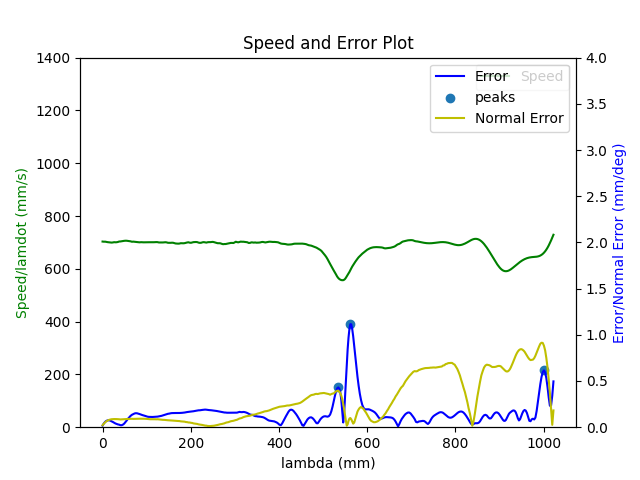 Speed and Error Plot
1400
1200
1000
800
600
400
200
0
Speed/lamdot (mm/s)
0
200
400
600
800
1000
lambda (mm)
4.0
3.5
3.0
2.5
2.0
1.5
1.0
0.5
0.0
Error/Normal Error (mm/deg)
Speed
Error
peaks
Normal Error